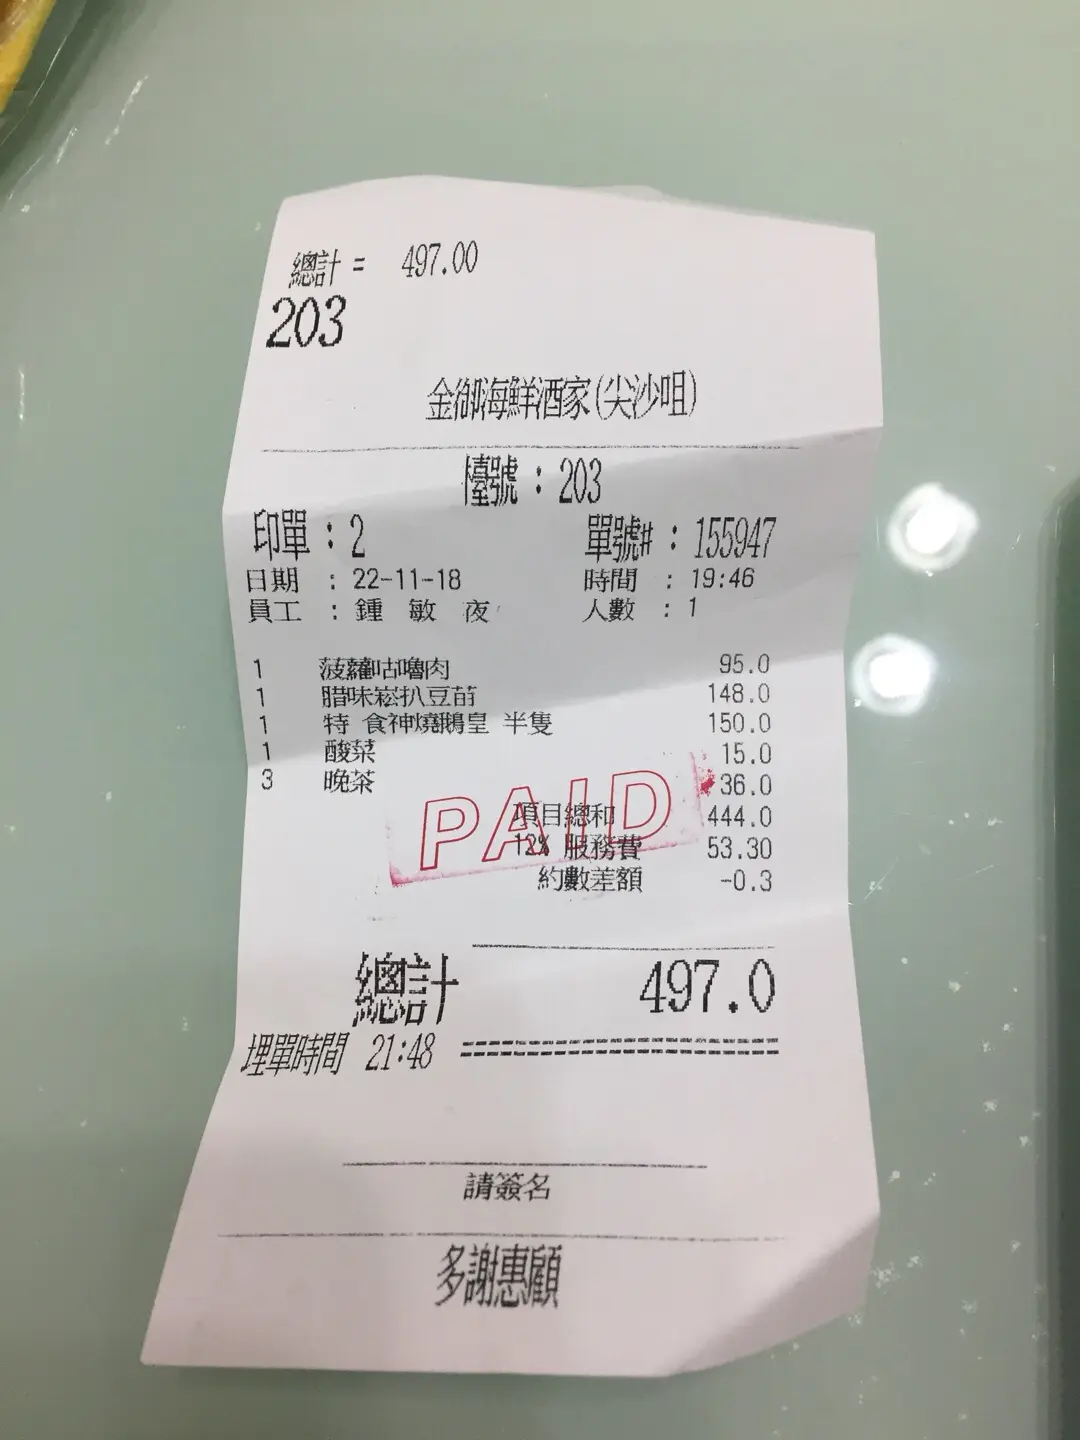 總計 = 497.00
203
金御海鮮酒家(尖沙咀)
檯號 : 203
印單 : 2 單號# : 155947
日期 : 22-11-18 時間 : 19:46
員工 : 鍾 敏 夜 人數 : 1
1 菠蘿咕嚕肉 95.0
1 腊味崧扒豆苗 148.0
1 特 食神燒鵝皇 半隻 150.0
1 酸菜 15.0
3 晚茶 36.0
項目總和 444.0
12% 服務費 53.30
約數差額 -0.3
PAID
總計 497.0
埋單時間 21:48
請簽名
多謝惠顧